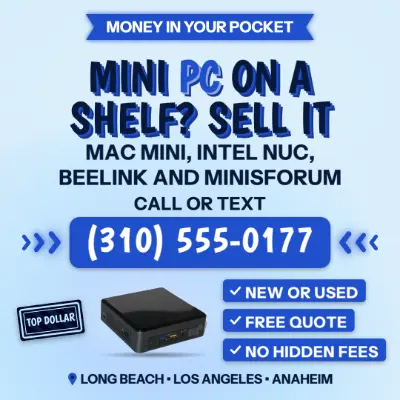 MONEY IN YOUR POCKET
MINI PC ON A
SHELF? SELL IT
MAC MINI, INTEL NUC,
BEELINK AND MINISFORUM
CALL OR TEXT
(310) 555-0177
TOP DOLLAR
NEW OR USED
FREE QUOTE
NO HIDDEN FEES
LONG BEACH • LOS ANGELES • ANAHEIM